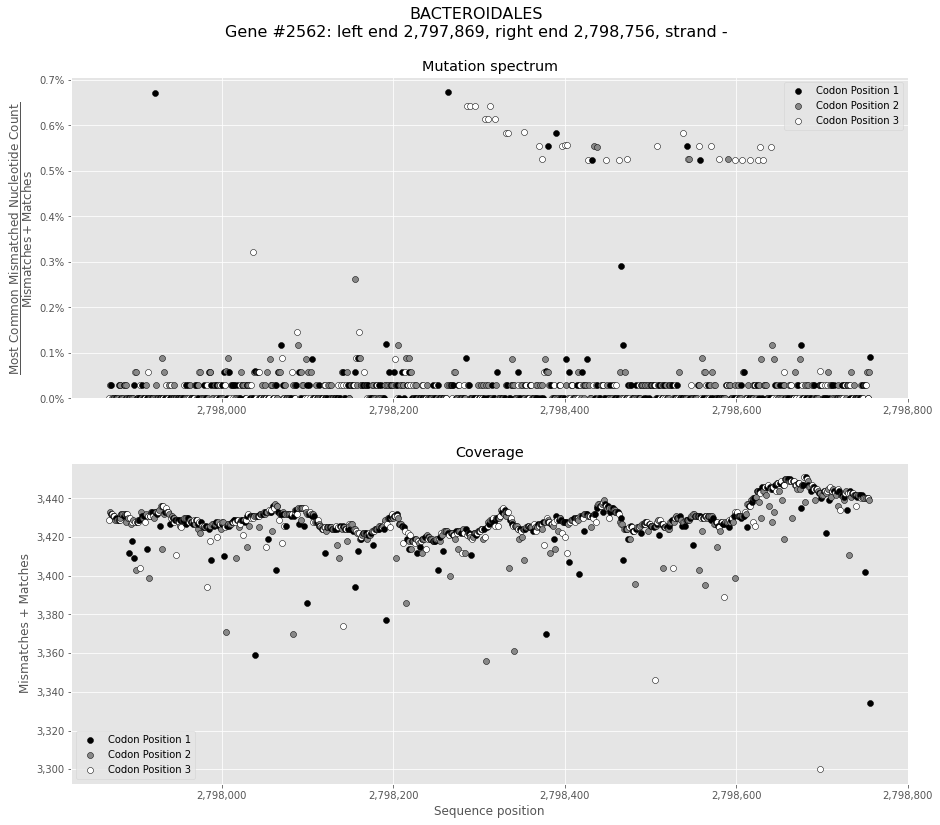 BACTEROIDALES
Gene #2562: left end 2,797,869, right end 2,798,756, strand -
Mutation spectrum
0.7%
0.6%
0.5%
0.4%
0.3%
0.2%
0.1%
0.0%
Most Common Mismatched Nucleotide Count
Mismatches + Matches
Codon Position 1
Codon Position 2
Codon Position 3
2,798,000
2,798,200
2,798,400
2,798,600
2,798,800
Coverage
3,440
3,420
3,400
3,380
3,360
3,340
3,320
3,300
Mismatches + Matches
Codon Position 1
Codon Position 2
Codon Position 3
2,798,000
2,798,200
2,798,400
2,798,600
2,798,800
Sequence position